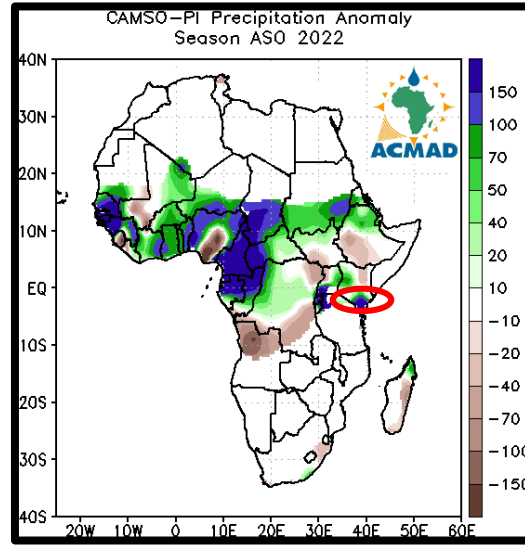 CAMSO-PI Precipitation Anomaly
Season ASO 2022
ACMAD
40N
30N
20N
10N
EQ
10S
20S
30S
40S
20W 10W 0 10E 20E 30E 40E 50E 60E
150
100
70
50
20
10
-10
-20
-40
-70
-100
-150